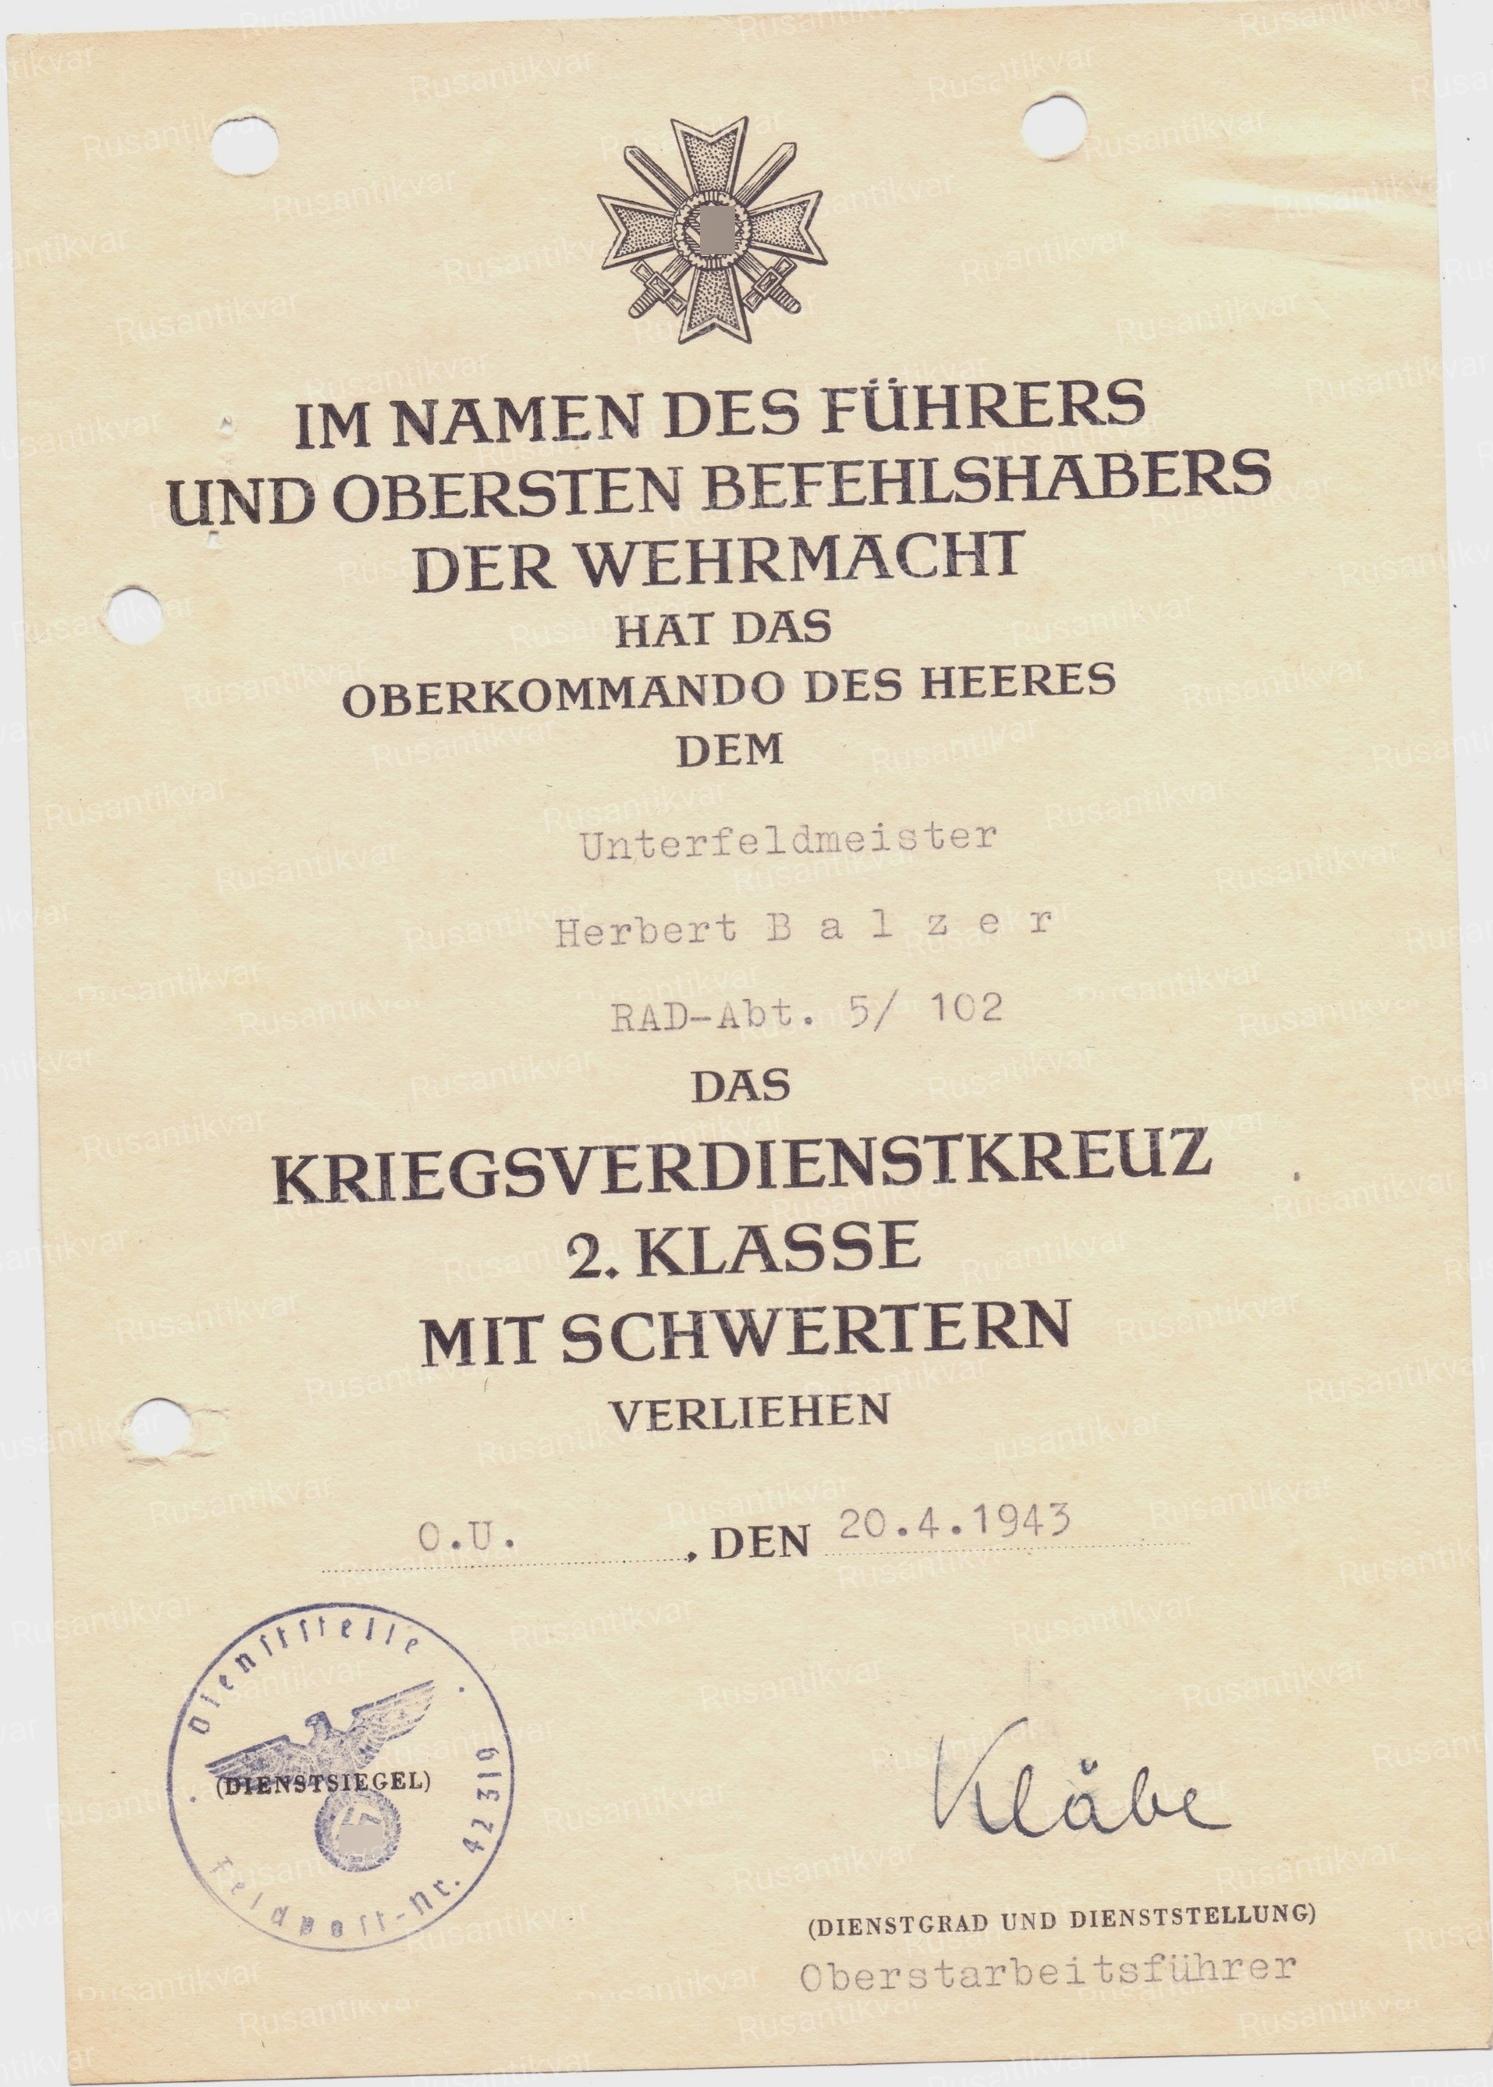 IM NAMEN DES FÜHRERS
UND OBERSTEN BEFEHLSHABERS
DER WEHRMACHT
HAT DAS
OBERKOMMANDO DES HEERES
DEM
Unterfeldmeister
Herbert B a l z e r
RAD-Abt. 5/ 102
DAS
KRIEGSVERDIENSTKREUZ
2. KLASSE
MIT SCHWERTERN
VERLIEHEN
O.U. , DEN 20.4.1943
Dienststelle
(DIENSTSIEGEL)
Feldpost-Nr. 42319
Kläbe
(DIENSTGRAD UND DIENSTSTELLUNG)
Oberstarbeitsführer
Rusantikvar